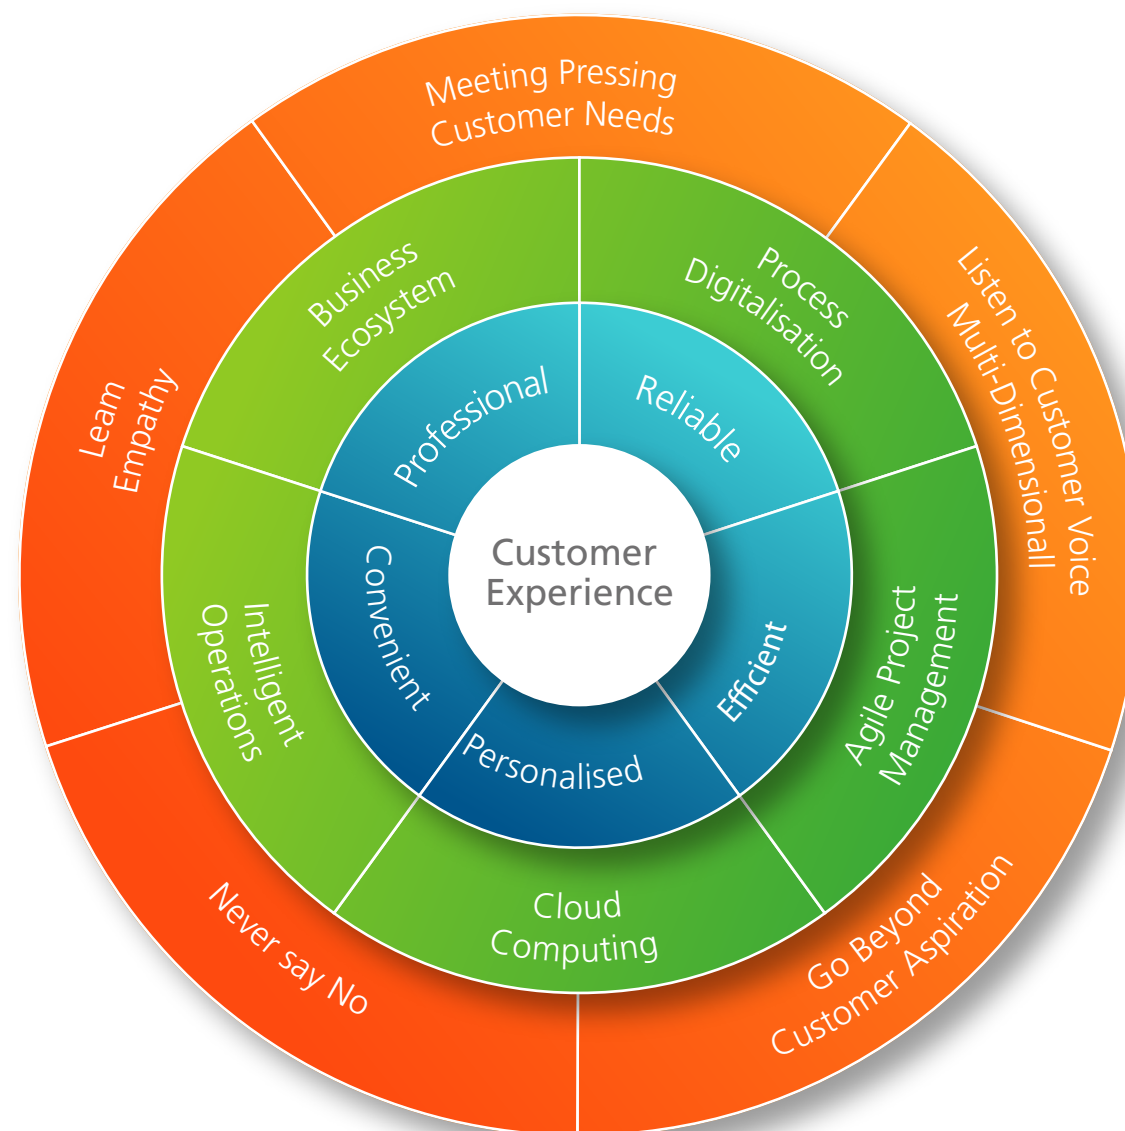 Meeting Pressing
Customer Needs
Listen to Customer Voice
Multi-Dimensionall
Go Beyond
Customer Aspiration
Never say No
Learn
Empathy
Process
Digitalisation
Agile Project
Management
Cloud
Computing
Intelligent
Operations
Business
Ecosystem
Reliable
Efficient
Personalised
Convenient
Professional
Customer
Experience